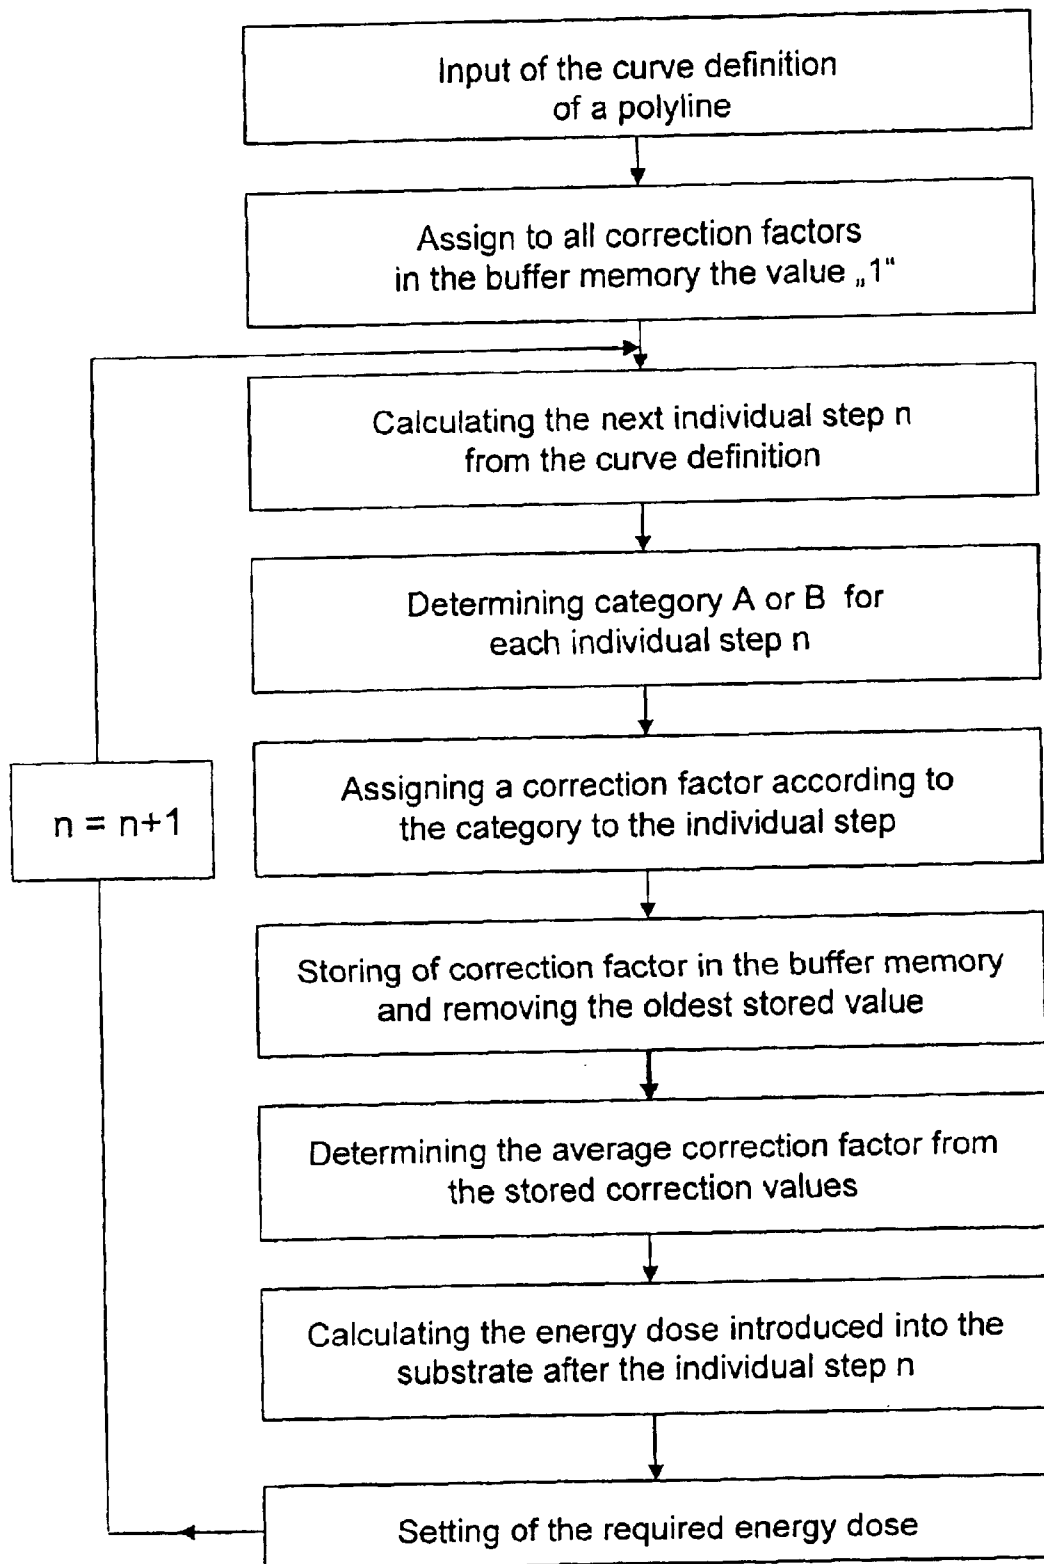 Input of the curve definition
of a polyline
Assign to all correction factors
in the buffer memory the value „1“
Calculating the next individual step n
from the curve definition
Determining category A or B for
each individual step n
Assigning a correction factor according to
the category to the individual step
n = n+1
Storing of correction factor in the buffer memory
and removing the oldest stored value
Determining the average correction factor from
the stored correction values
Calculating the energy dose introduced into the
substrate after the individual step n
Setting of the required energy dose